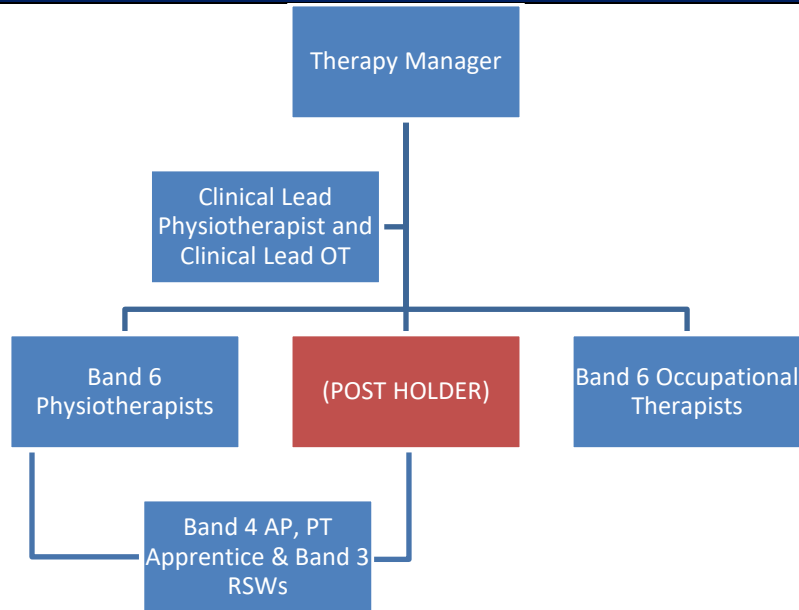 Therapy Manager
Clinical Lead
Physiotherapist and
Clinical Lead OT
Band 6
Physiotherapists
(POST HOLDER)
Band 6 Occupational
Therapists
Band 4 AP, PT
Apprentice & Band 3
RSWs